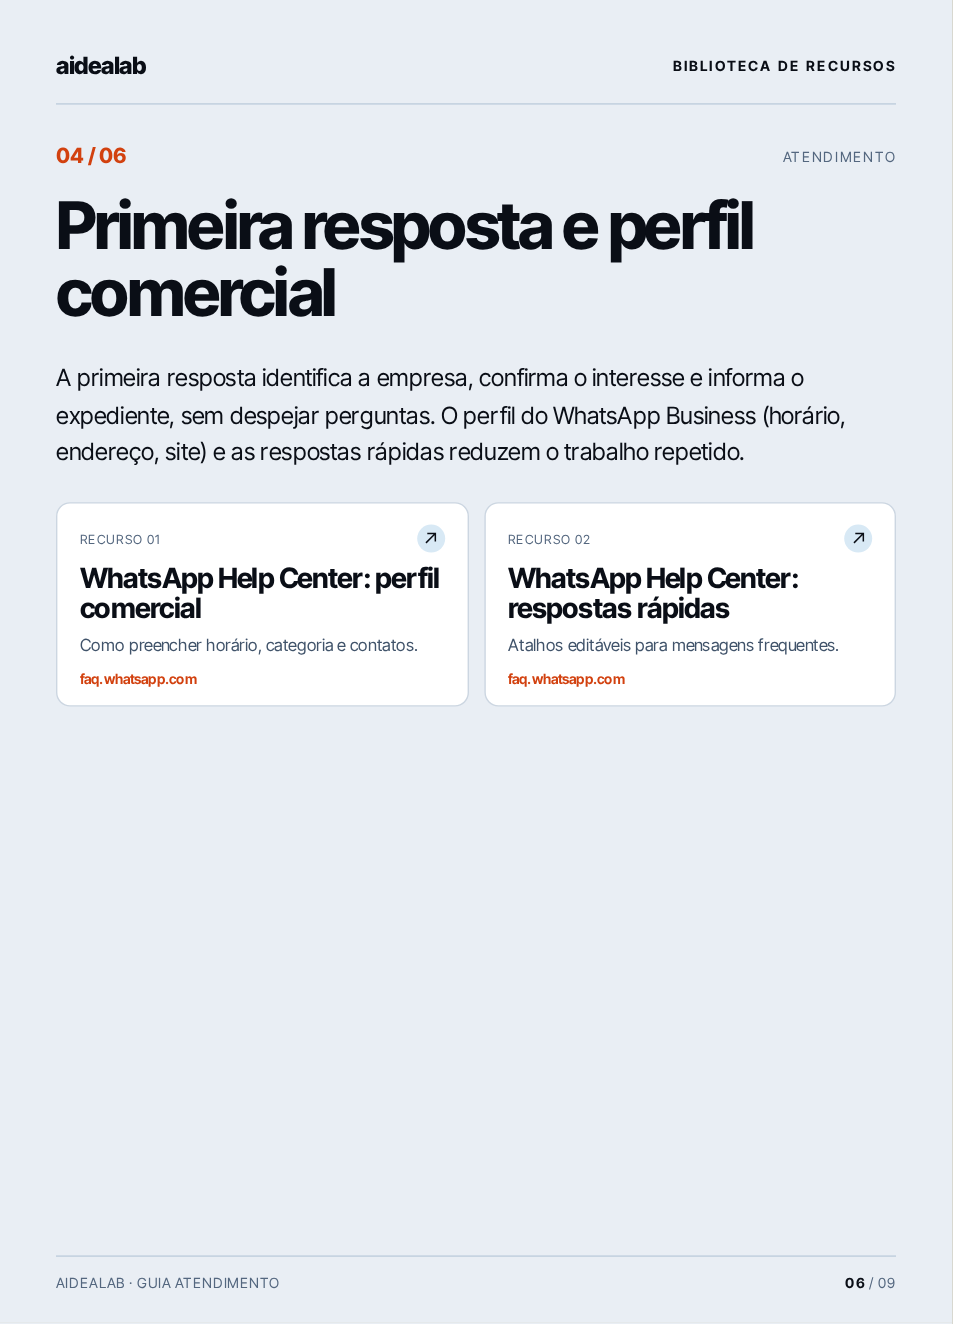 aidealab
BIBLIOTECA DE RECURSOS
04 / 06
ATENDIMENTO
Primeira resposta e perfil
comercial
A primeira resposta identifica a empresa, confirma o interesse e informa o
expediente, sem despejar perguntas. O perfil do WhatsApp Business (horário,
endereço, site) e as respostas rápidas reduzem o trabalho repetido.
RECURSO 01
WhatsApp Help Center: perfil
comercial
Como preencher horário, categoria e contatos.
faq.whatsapp.com
RECURSO 02
WhatsApp Help Center:
respostas rápidas
Atalhos editáveis para mensagens frequentes.
faq.whatsapp.com
AIDEALAB · GUIA ATENDIMENTO
06 / 09